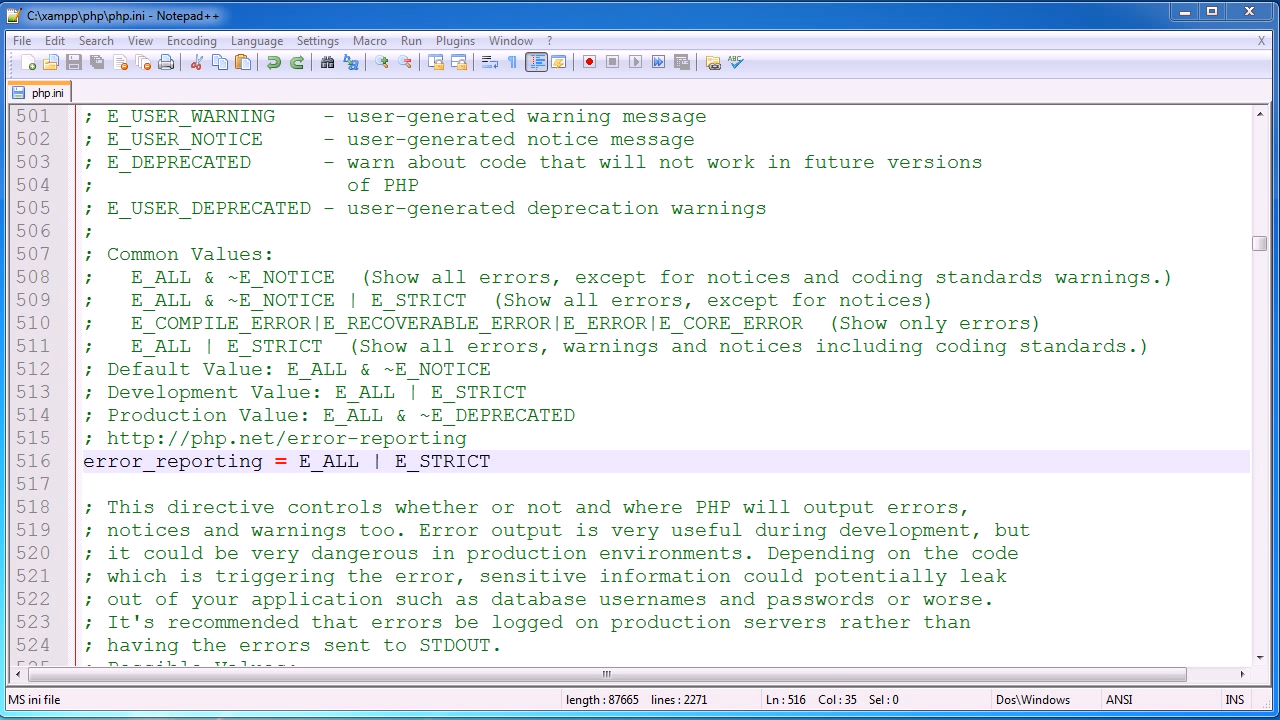 C:\xampp\php\php.ini - Notepad++
File Edit Search View Encoding Language Settings Macro Run Plugins Window ? X
php.ini
501 ; E_USER_WARNING    - user-generated warning message
502 ; E_USER_NOTICE     - user-generated notice message
503 ; E_DEPRECATED      - warn about code that will not work in future versions
504 ;                     of PHP
505 ; E_USER_DEPRECATED - user-generated deprecation warnings
506 ;
507 ; Common Values:
508 ;   E_ALL & ~E_NOTICE  (Show all errors, except for notices and coding standards warnings.)
509 ;   E_ALL & ~E_NOTICE | E_STRICT  (Show all errors, except for notices)
510 ;   E_COMPILE_ERROR|E_RECOVERABLE_ERROR|E_ERROR|E_CORE_ERROR  (Show only errors)
511 ;   E_ALL | E_STRICT  (Show all errors, warnings and notices including coding standards.)
512 ; Default Value: E_ALL & ~E_NOTICE
513 ; Development Value: E_ALL | E_STRICT
514 ; Production Value: E_ALL & ~E_DEPRECATED
515 ; http://php.net/error-reporting
516 error_reporting = E_ALL | E_STRICT
517
518 ; This directive controls whether or not and where PHP will output errors,
519 ; notices and warnings too. Error output is very useful during development, but
520 ; it could be very dangerous in production environments. Depending on the code
521 ; which is triggering the error, sensitive information could potentially leak
522 ; out of your application such as database usernames and passwords or worse.
523 ; It's recommended that errors be logged on production servers rather than
524 ; having the errors sent to STDOUT.
525 ; Possible Values:
MS ini file length : 87665 lines : 2271 Ln : 516 Col : 35 Sel : 0 Dos\Windows ANSI INS